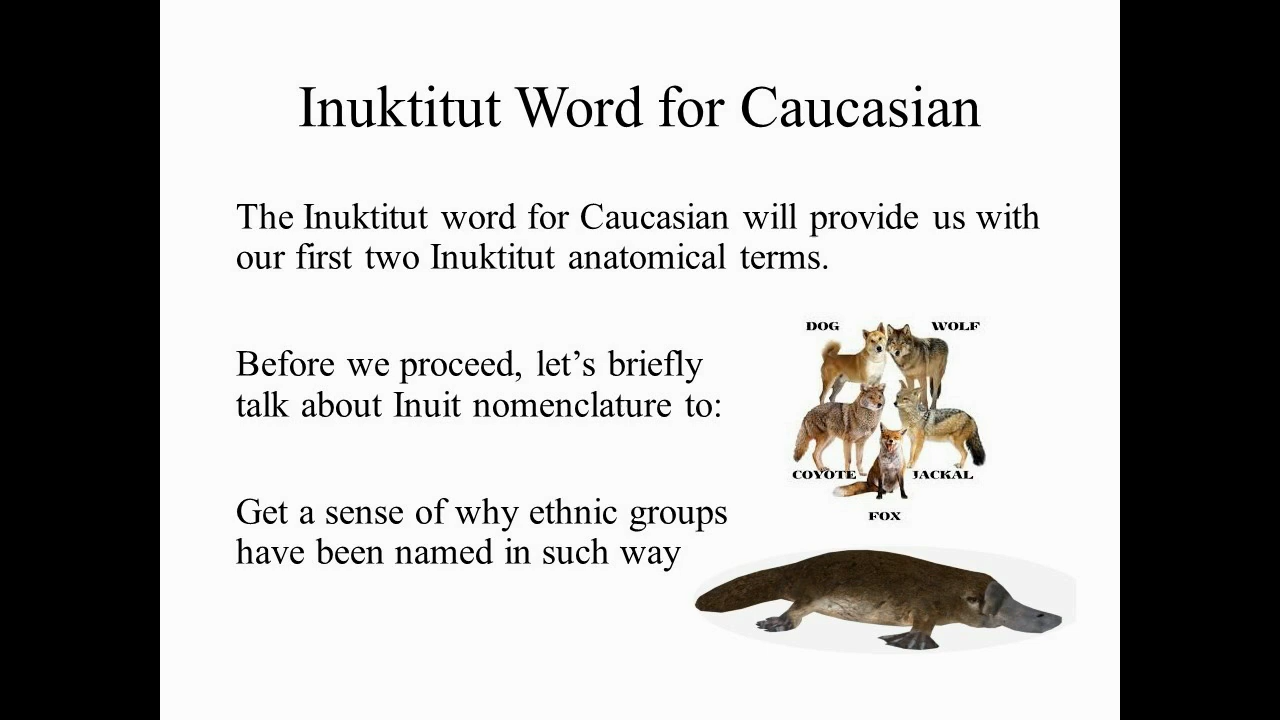 Inuktitut Word for Caucasian
The Inuktitut word for Caucasian will provide us with
our first two Inuktitut anatomical terms.
Before we proceed, let’s briefly
talk about Inuit nomenclature to:
Get a sense of why ethnic groups
have been named in such way
DOG WOLF
COYOTE JACKAL
FOX